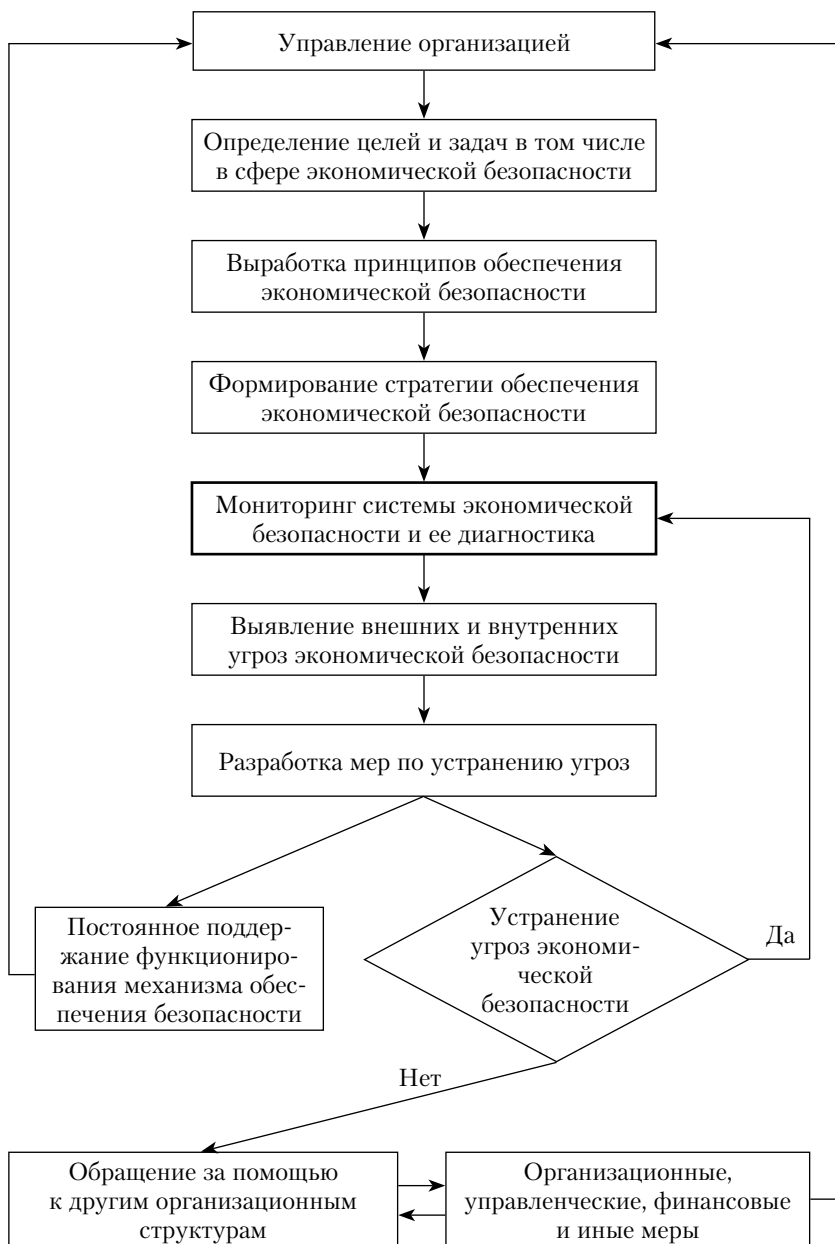 Управление организацией
Определение целей и задач в том числе
в сфере экономической безопасности
Выработка принципов обеспечения
экономической безопасности
Формирование стратегии обеспечения
экономической безопасности
Мониторинг системы экономической
безопасности и ее диагностика
Выявление внешних и внутренних
угроз экономической безопасности
Разработка мер по устранению угроз
Постоянное поддер-
жание функциониро-
вания механизма обес-
печения безопасности
Устранение
угроз экономи-
ческой
безопасности
Да
Нет
Обращение за помощью
к другим организационным
структурам
Организационные,
управленческие, финансовые
и иные меры